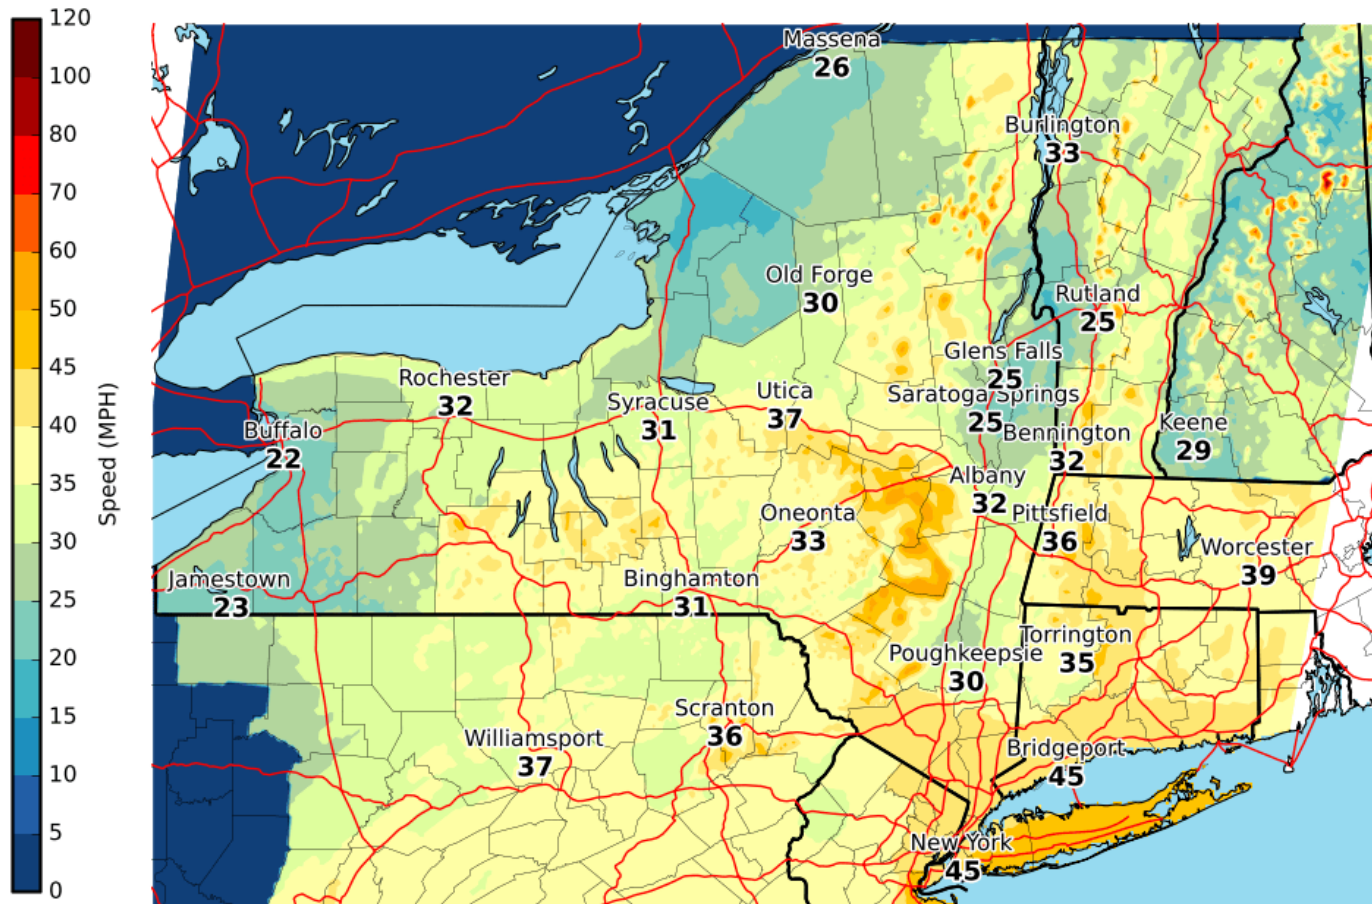 120
100
80
70
60
50
45
40
35
30
25
20
15
10
5
0
Speed (MPH)
Massena
26
Burlington
33
Old Forge
30
Rutland
25
Glens Falls
25
Rochester
32
Syracuse
31
Utica
37
Saratoga Springs
25
Buffalo
22
Bennington
32
Keene
29
Albany
32
Oneonta
33
Pittsfield
36
Worcester
39
Jamestown
23
Binghamton
31
Torrington
35
Poughkeepsie
30
Scranton
36
Williamsport
37
Bridgeport
45
New York
45